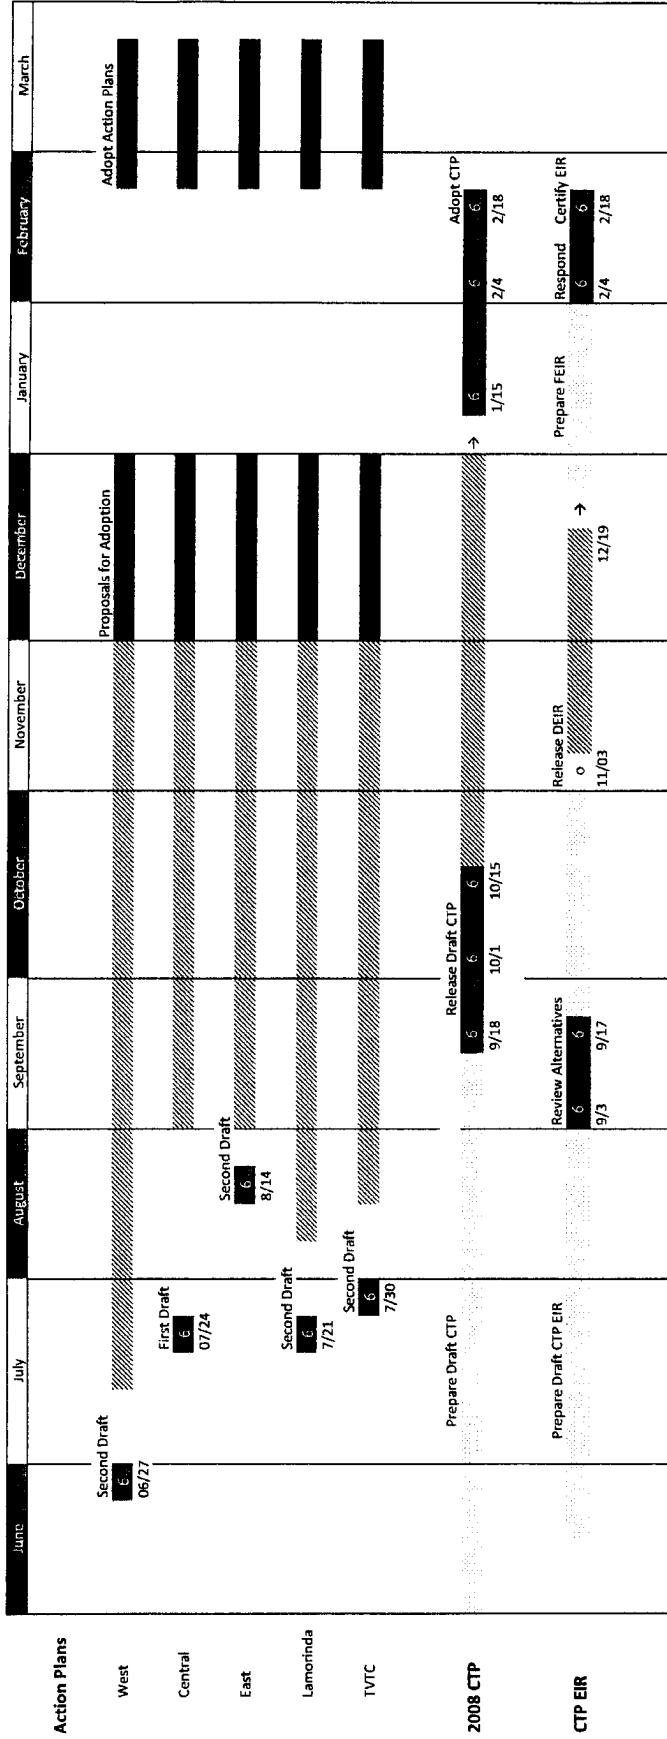 June July August September October November December January February March
Action Plans
Second Draft Proposals for Adoption Adopt Action Plans
West 6
06/27
First Draft
Central 6
07/24
Second Draft
East 6
8/14
Second Draft
Lamorinda 6
7/21
Second Draft
TVTC 6
7/30
Prepare Draft CTP Release Draft CTP Adopt CTP
2008 CTP 6 6 6 → 6 6 6
9/18 10/1 10/15 1/15 2/4 2/18
Prepare Draft CTP EIR Review Alternatives Release DEIR Prepare FEIR Respond Certify EIR
CTP EIR 6 6 ○ → 6 6
9/3 9/17 11/03 12/19 2/4 2/18